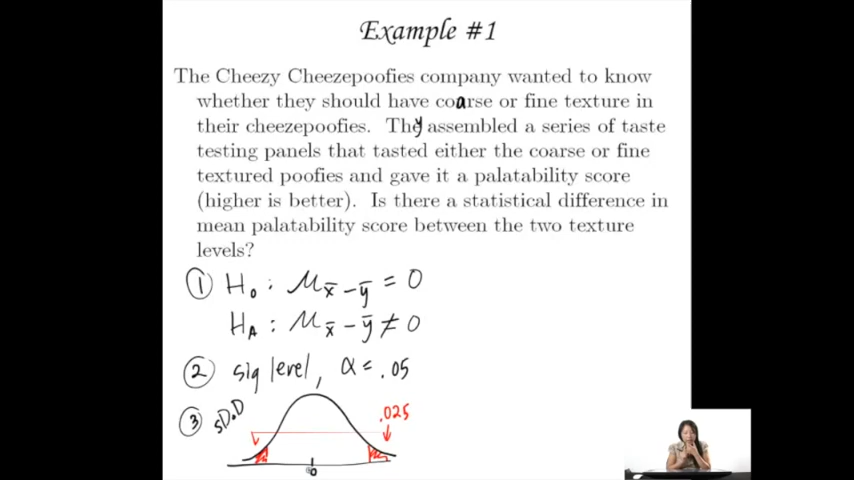 Example #1
The Cheezy Cheezepoofies company wanted to know
whether they should have coarse or fine texture in
their cheezepoofies. They assembled a series of taste
testing panels that tasted either the coarse or fine
textured poofies and gave it a palatability score
(higher is better). Is there a statistical difference in
mean palatability score between the two texture
levels?
① H₀ : μx̄ − ȳ = 0
Hᴀ : μx̄ − ȳ ≠ 0
② sig level, α = .05
③ SDoD
.025
0